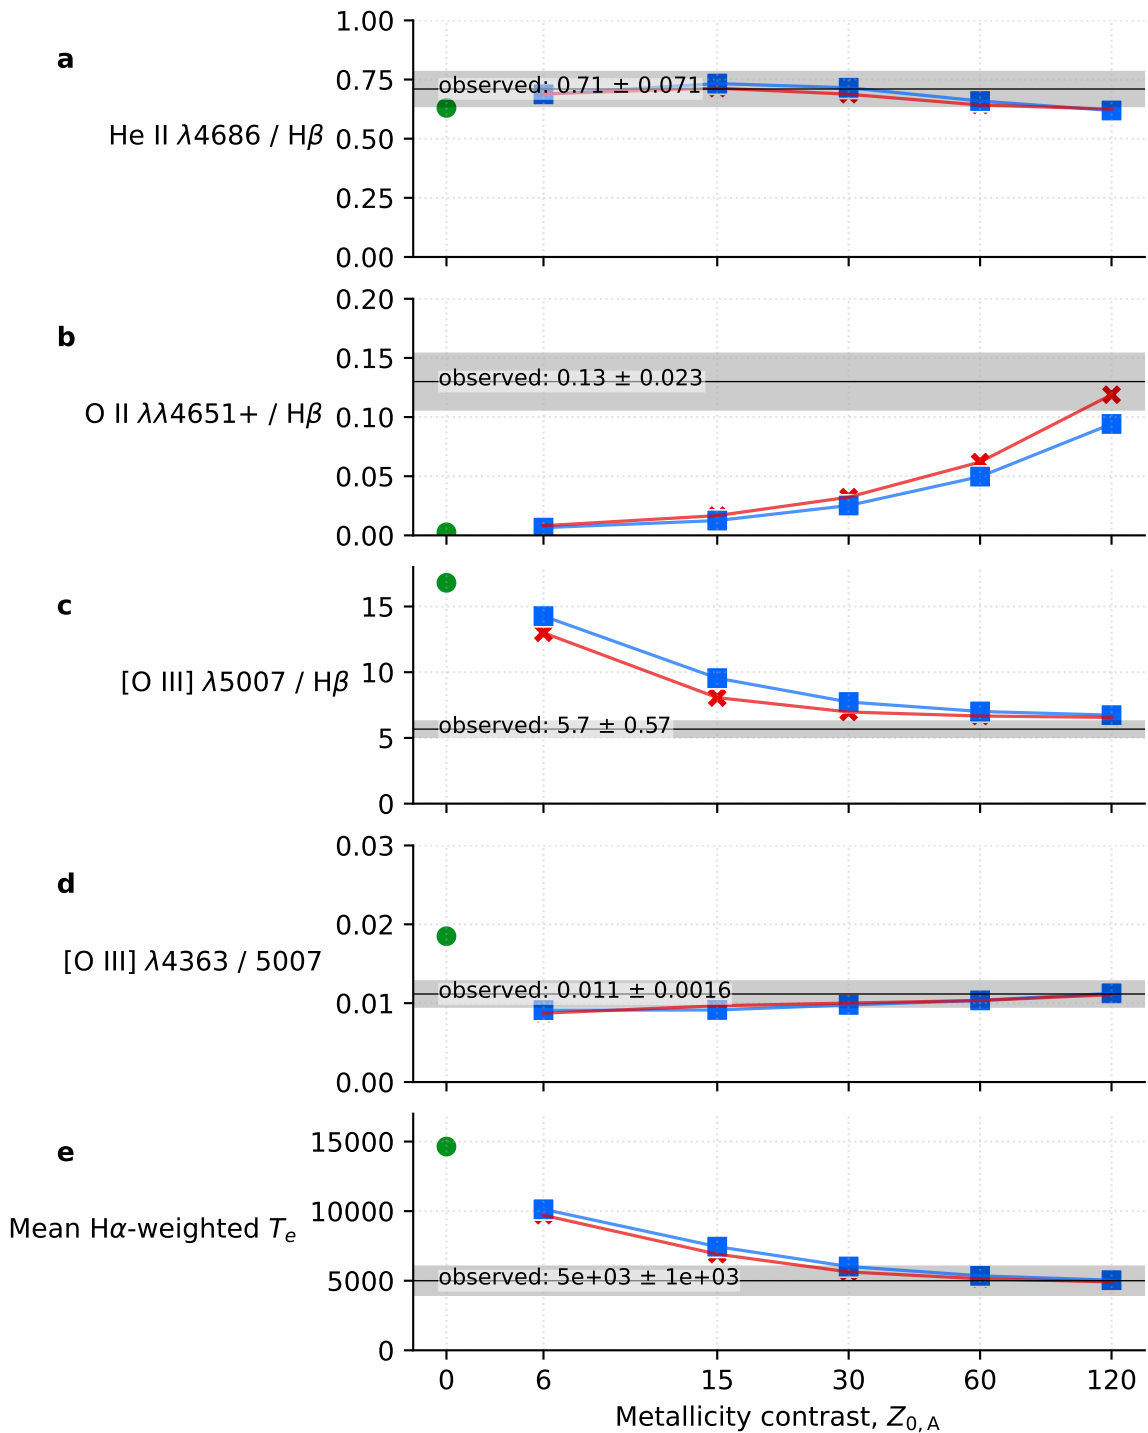 a
He II λ4686 / Hβ
1.00
0.75
0.50
0.25
0.00
observed: 0.71 ± 0.071
b
O II λλ4651+ / Hβ
0.20
0.15
0.10
0.05
0.00
observed: 0.13 ± 0.023
c
[O III] λ5007 / Hβ
15
10
5
0
observed: 5.7 ± 0.57
d
[O III] λ4363 / 5007
0.03
0.02
0.01
0.00
observed: 0.011 ± 0.0016
e
Mean Hα-weighted Te
15000
10000
5000
0
observed: 5e+03 ± 1e+03
0 6 15 30 60 120
Metallicity contrast, Z0, A